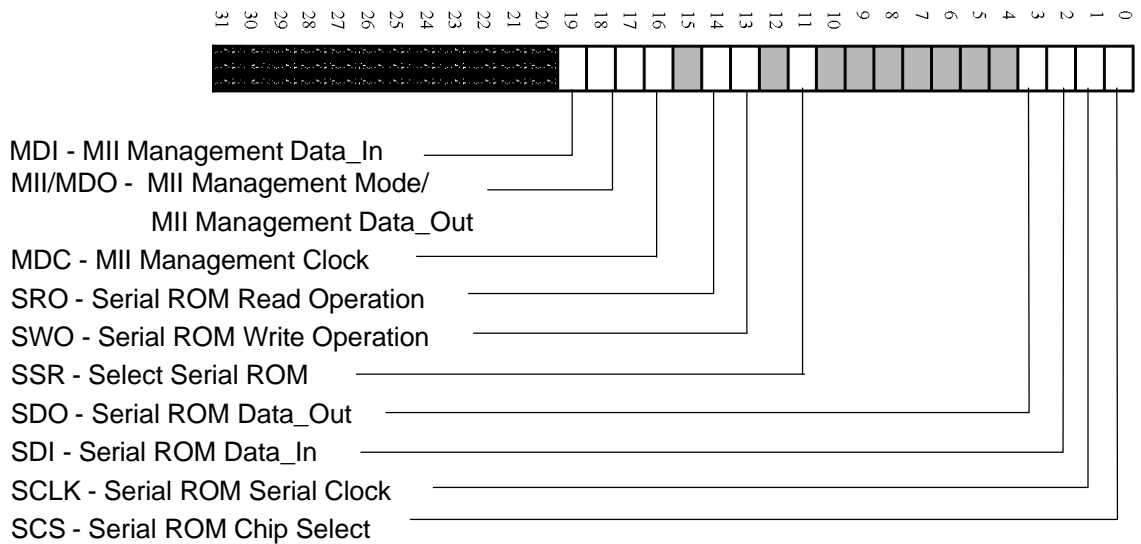 31 30 29 28 27 26 25 24 23 22 21 20 19 18 17 16 15 14 13 12 11 10 9 8 7 6 5 4 3 2 1 0
MDI - MII Management Data_In
MII/MDO - MII Management Mode/
MII Management Data_Out
MDC - MII Management Clock
SRO - Serial ROM Read Operation
SWO - Serial ROM Write Operation
SSR - Select Serial ROM
SDO - Serial ROM Data_Out
SDI - Serial ROM Data_In
SCLK - Serial ROM Serial Clock
SCS - Serial ROM Chip Select